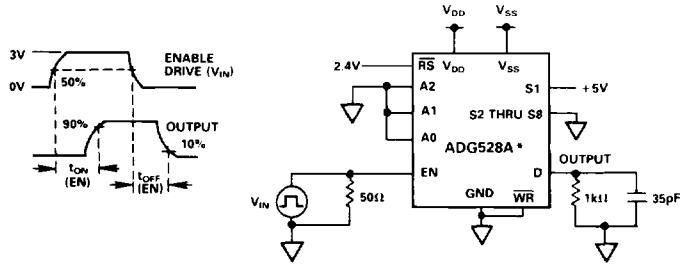 3V
0V
50%
ENABLE
DRIVE (VIN)
90%
OUTPUT
10%
tON
(EN)
tOFF
(EN)
VDD
VSS
2.4V
RS
VDD
VSS
A2
A1
A0
S1
+5V
S2 THRU S8
ADG528A*
EN
D
OUTPUT
VIN
50Ω
GND
WR
1kΩ
35pF